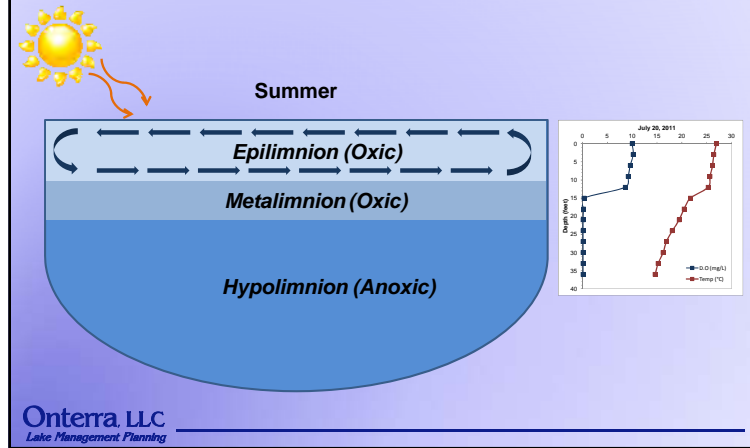 Summer
Epilimnion (Oxic)
Metalimnion (Oxic)
Hypolimnion (Anoxic)
July 20, 2011
0 5 10 15 20 25 30
0
5
10
15
20
25
30
35
40
Depth (feet)
D.O (mg/L)
Temp (°C)
Onterra, LLC
Lake Management Planning